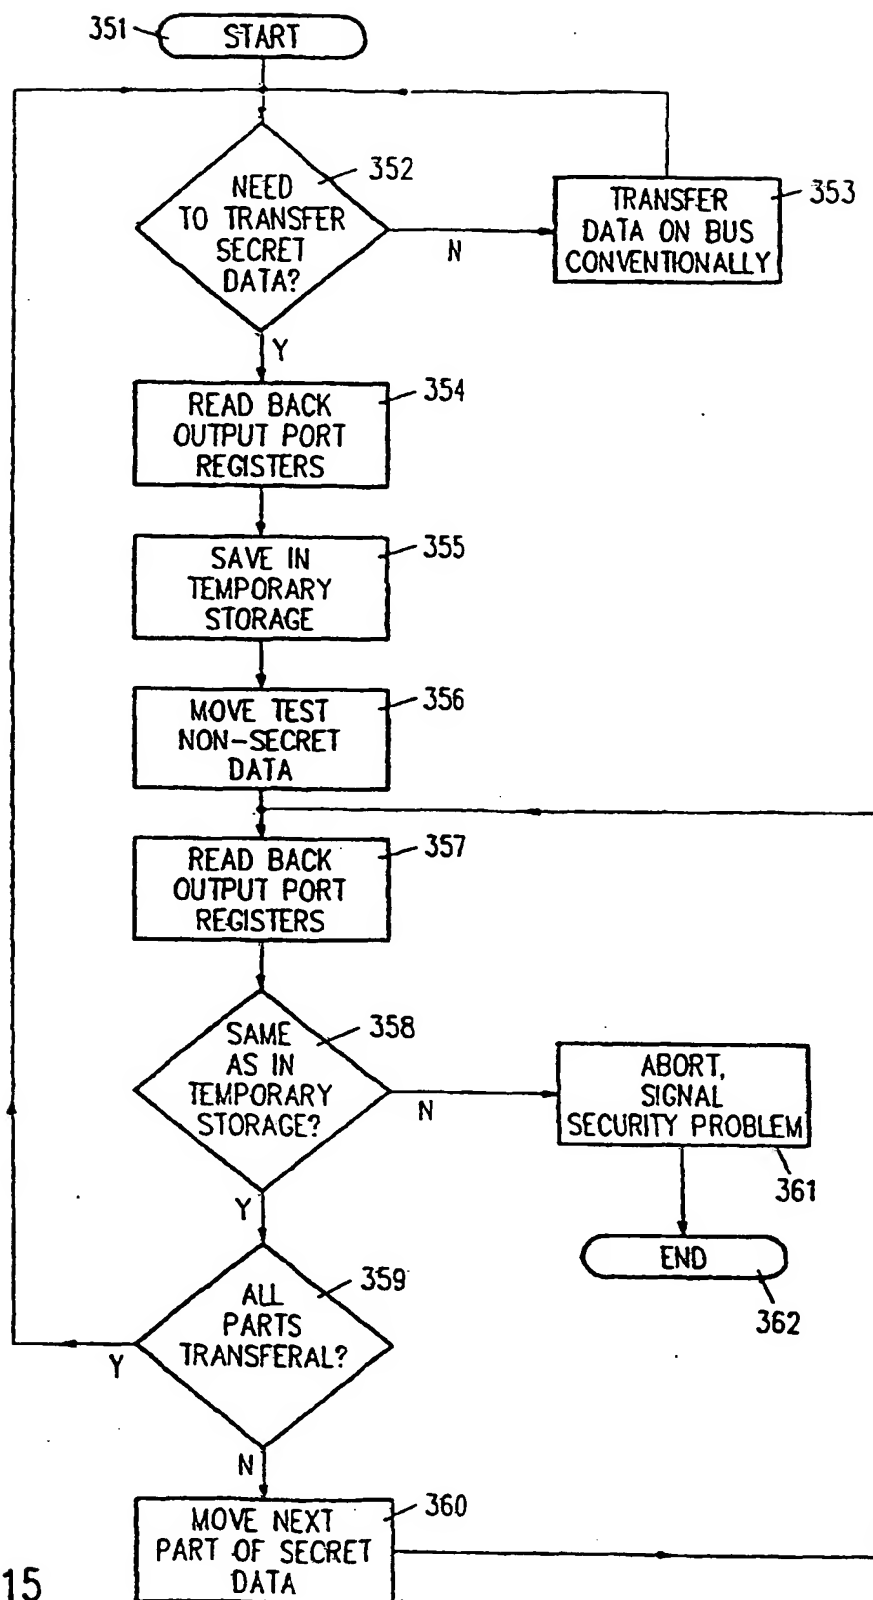 351
START
NEED
TO TRANSFER
SECRET
DATA?
352
N
TRANSFER
DATA ON BUS
CONVENTIONALLY
353
Y
READ BACK
OUTPUT PORT
REGISTERS
354
SAVE IN
TEMPORARY
STORAGE
355
MOVE TEST
NON-SECRET
DATA
356
READ BACK
OUTPUT PORT
REGISTERS
357
SAME
AS IN
TEMPORARY
STORAGE?
358
N
ABORT,
SIGNAL
SECURITY PROBLEM
361
Y
END
362
ALL
PARTS
TRANSFERAL?
359
Y
N
MOVE NEXT
PART OF SECRET
DATA
360
15